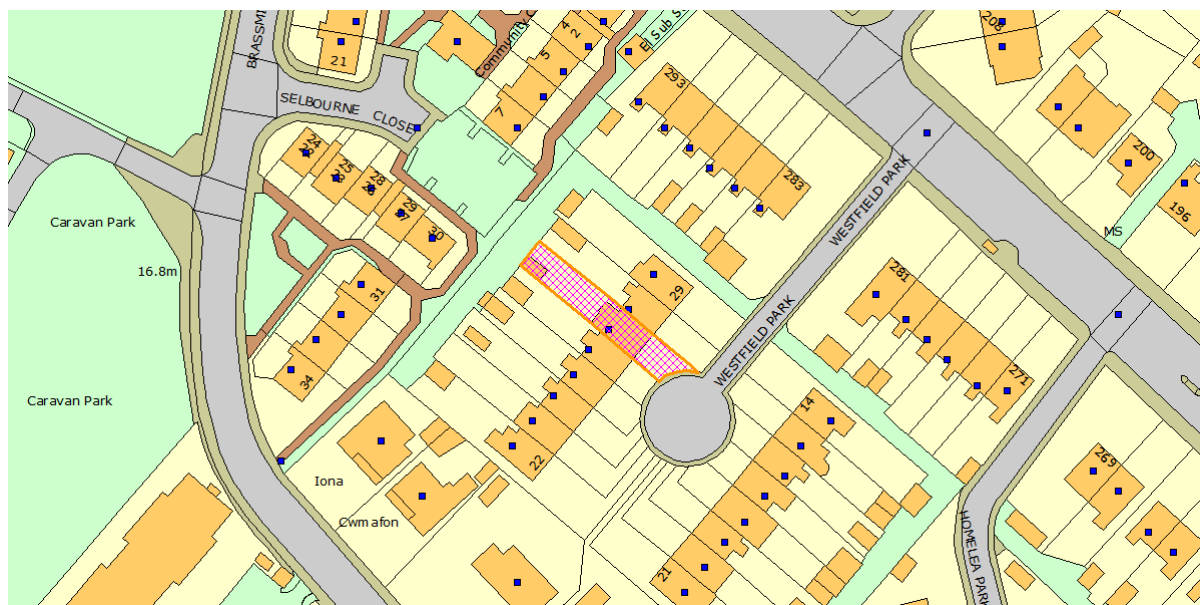 BRASSMI
21
Community C
4
2
5
7
El Sub S
293
283
208
200
196
MS
SELBOURNE CLOSE
24
25
28
29
27
30
WESTFIELD PARK
Caravan Park
16.8m
31
34
29
281
271
WESTFIELD PARK
Caravan Park
14
22
Iona
Cwmafon
21
269
HOMELEA PARK